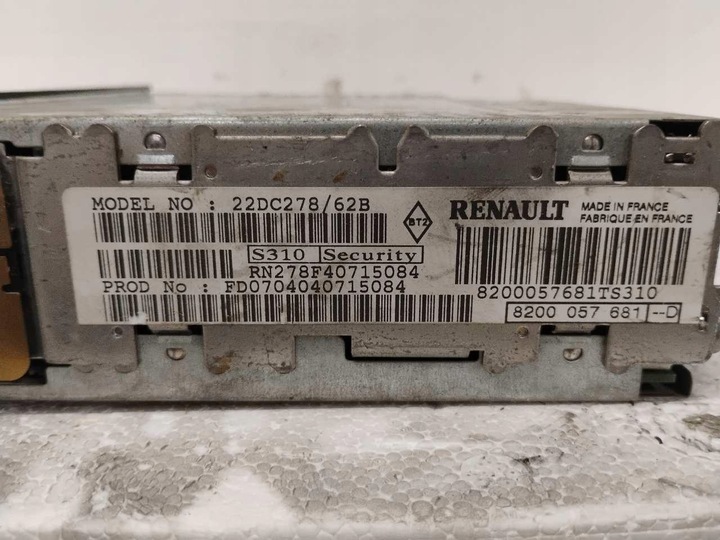 MODEL NO : 22DC278/62B
BT2
RENAULT
MADE IN FRANCE
FABRIQUE EN FRANCE
S310 Security
RN278F40715084
PROD No : FD0704040715084
8200057681TS310
8200 057 681 --D